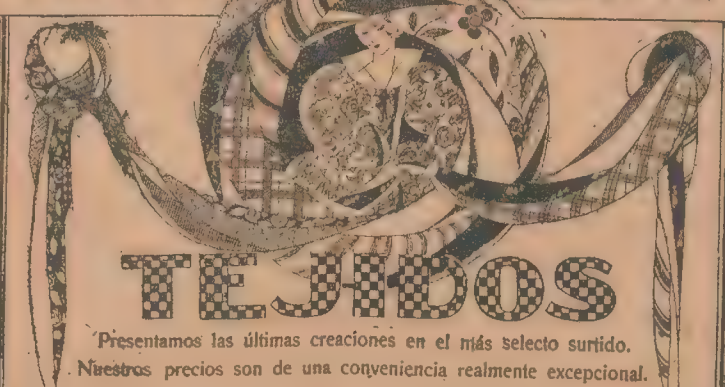 TEJIDOS
Presentamos las últimas creaciones en el más selecto surtido.
Nuestros precios son de una conveniencia realmente excepcional.